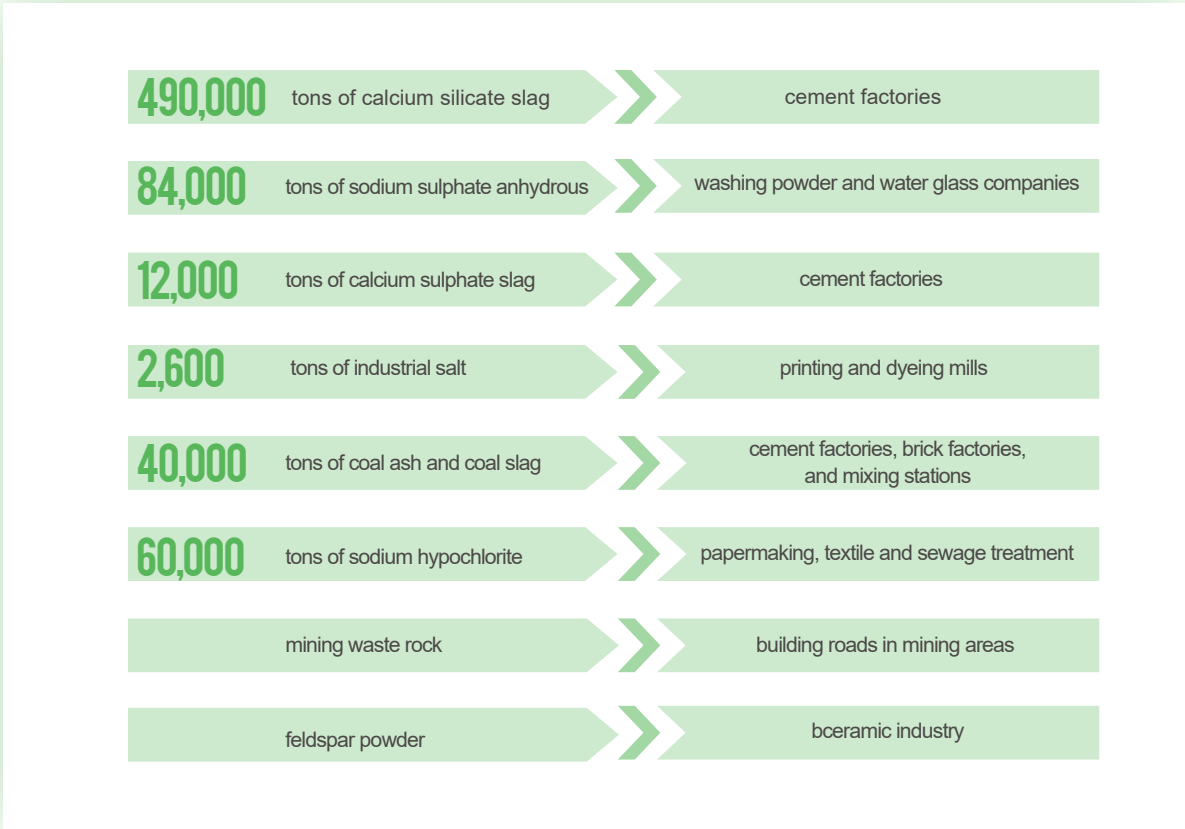 490,000 tons of calcium silicate slag cement factories
84,000 tons of sodium sulphate anhydrous washing powder and water glass companies
12,000 tons of calcium sulphate slag cement factories
2,600 tons of industrial salt printing and dyeing mills
40,000 tons of coal ash and coal slag cement factories, brick factories,
and mixing stations
60,000 tons of sodium hypochlorite papermaking, textile and sewage treatment
mining waste rock building roads in mining areas
feldspar powder bceramic industry